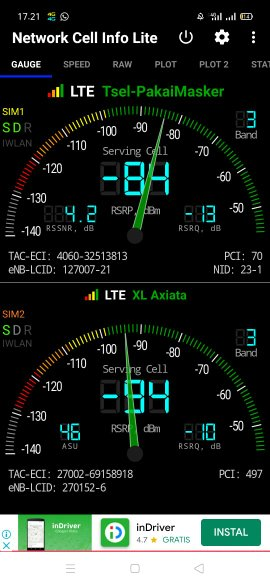 17.21
Network Cell Info Lite
GAUGE SPEED RAW PLOT PLOT 2 STAT
LTE Tsel-PakaiMasker
SIM1
S D R
IWLAN
-140 -130 -120 -110 -100 -90 -80 -70 -60 -50
Serving Cell
-84
RSRP, dBm
3
Band
4.2
RSSNR, dB
-13
RSRQ, dB
TAC-ECI: 4060-32513813 PCI: 70
eNB-LCID: 127007-21 NID: 23-1
LTE XL Axiata
SIM2
S D R
IWLAN
-140 -130 -120 -110 -100 -80 -70 -60 -50
Serving Cell
-94
RSRP, dBm
3
Band
46
ASU
-10
RSRQ, dB
TAC-ECI: 27002-69158918 PCI: 497
eNB-LCID: 270152-6
inDriver
inDriver
4.7 ★ GRATIS
INSTAL